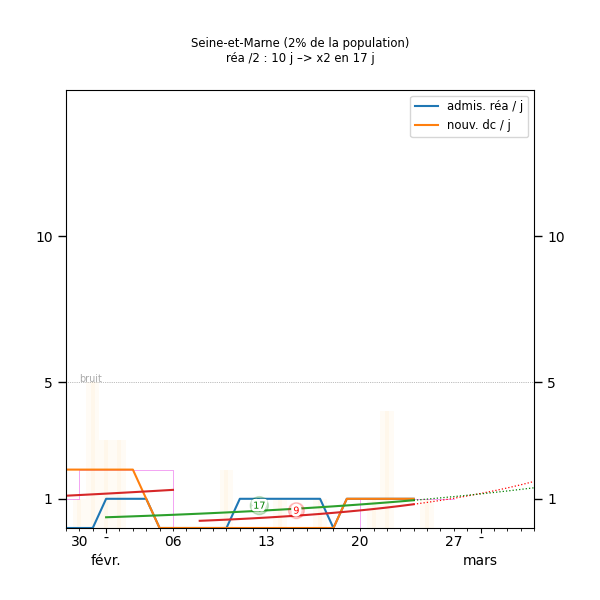 Seine-et-Marne (2% de la population)
réa /2 : 10 j –> x2 en 17 j
admis. réa / j
nouv. dc / j
10
10
5
5
bruit
17
9
1
1
30
06
13
20
27
févr.
mars